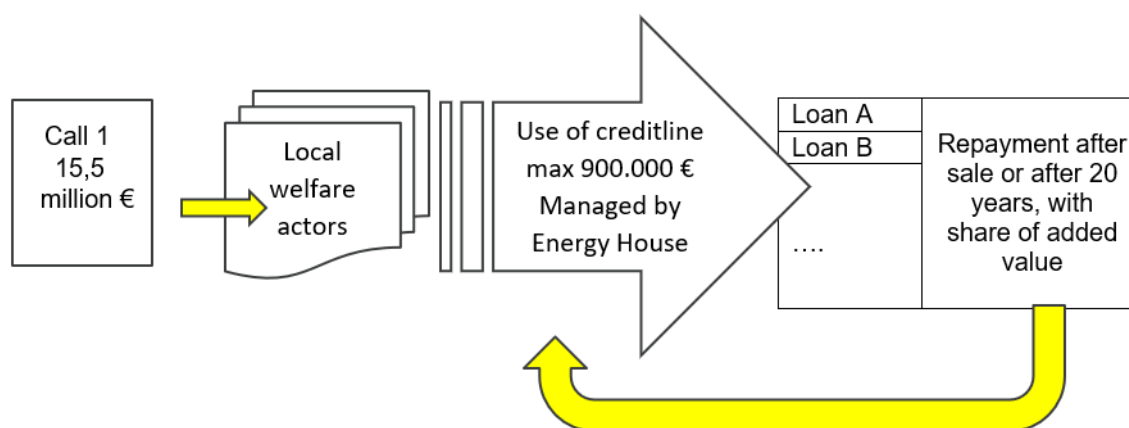 Call 1
15,5
million €
Local
welfare
actors
Use of creditline
max 900.000 €
Managed by
Energy House
Loan A
Loan B
….
Repayment after
sale or after 20
years, with
share of added
value